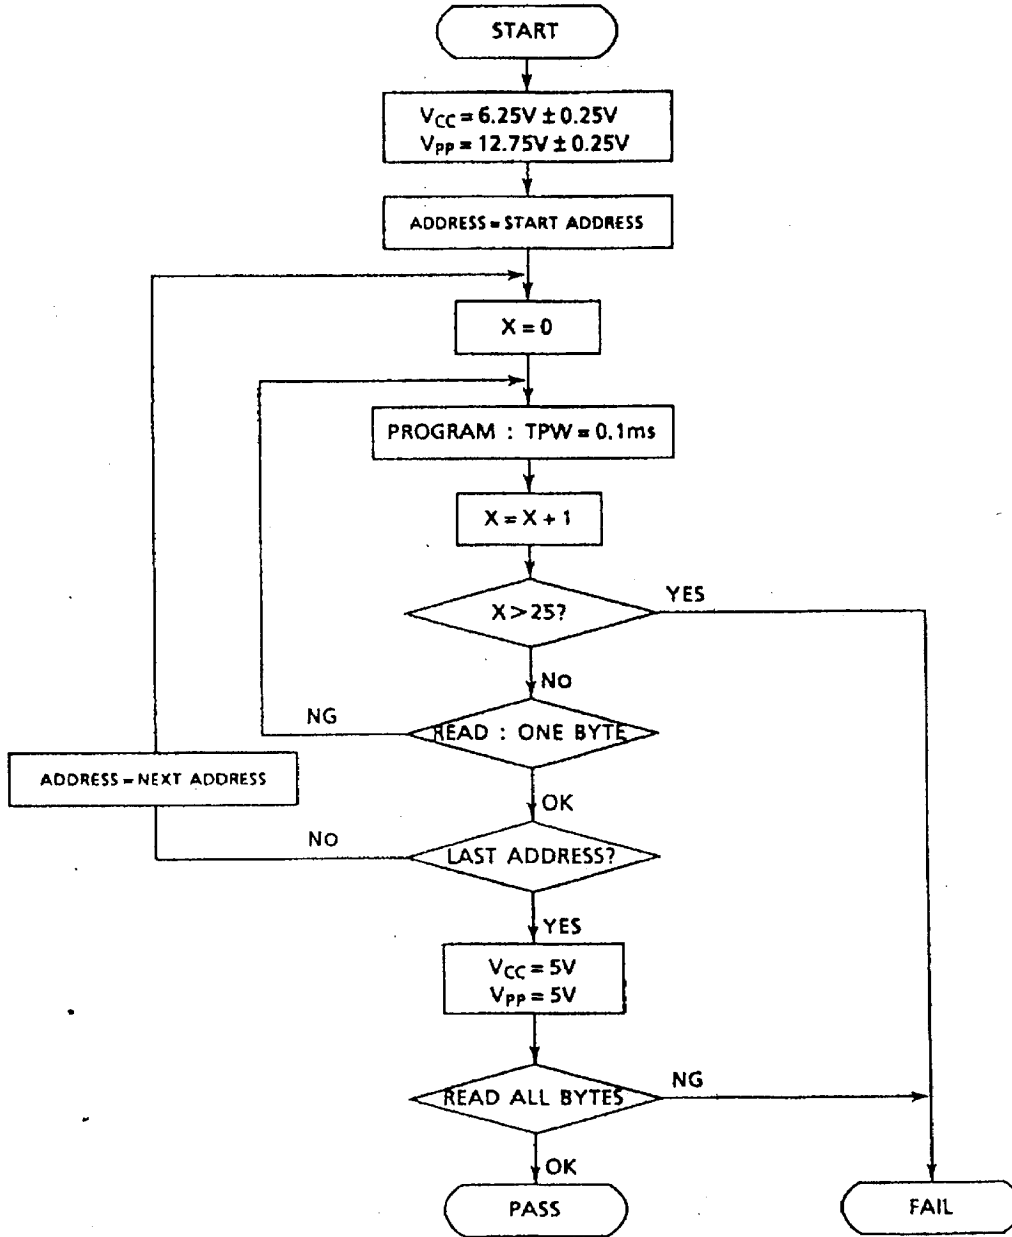 START
VCC = 6.25V ± 0.25V
VPP = 12.75V ± 0.25V
ADDRESS = START ADDRESS
X = 0
PROGRAM : TPW = 0.1ms
X = X + 1
X > 25?
YES
NO
READ : ONE BYTE
NG
ADDRESS = NEXT ADDRESS
OK
LAST ADDRESS?
NO
YES
VCC = 5V
VPP = 5V
READ ALL BYTES
NG
OK
PASS
FAIL